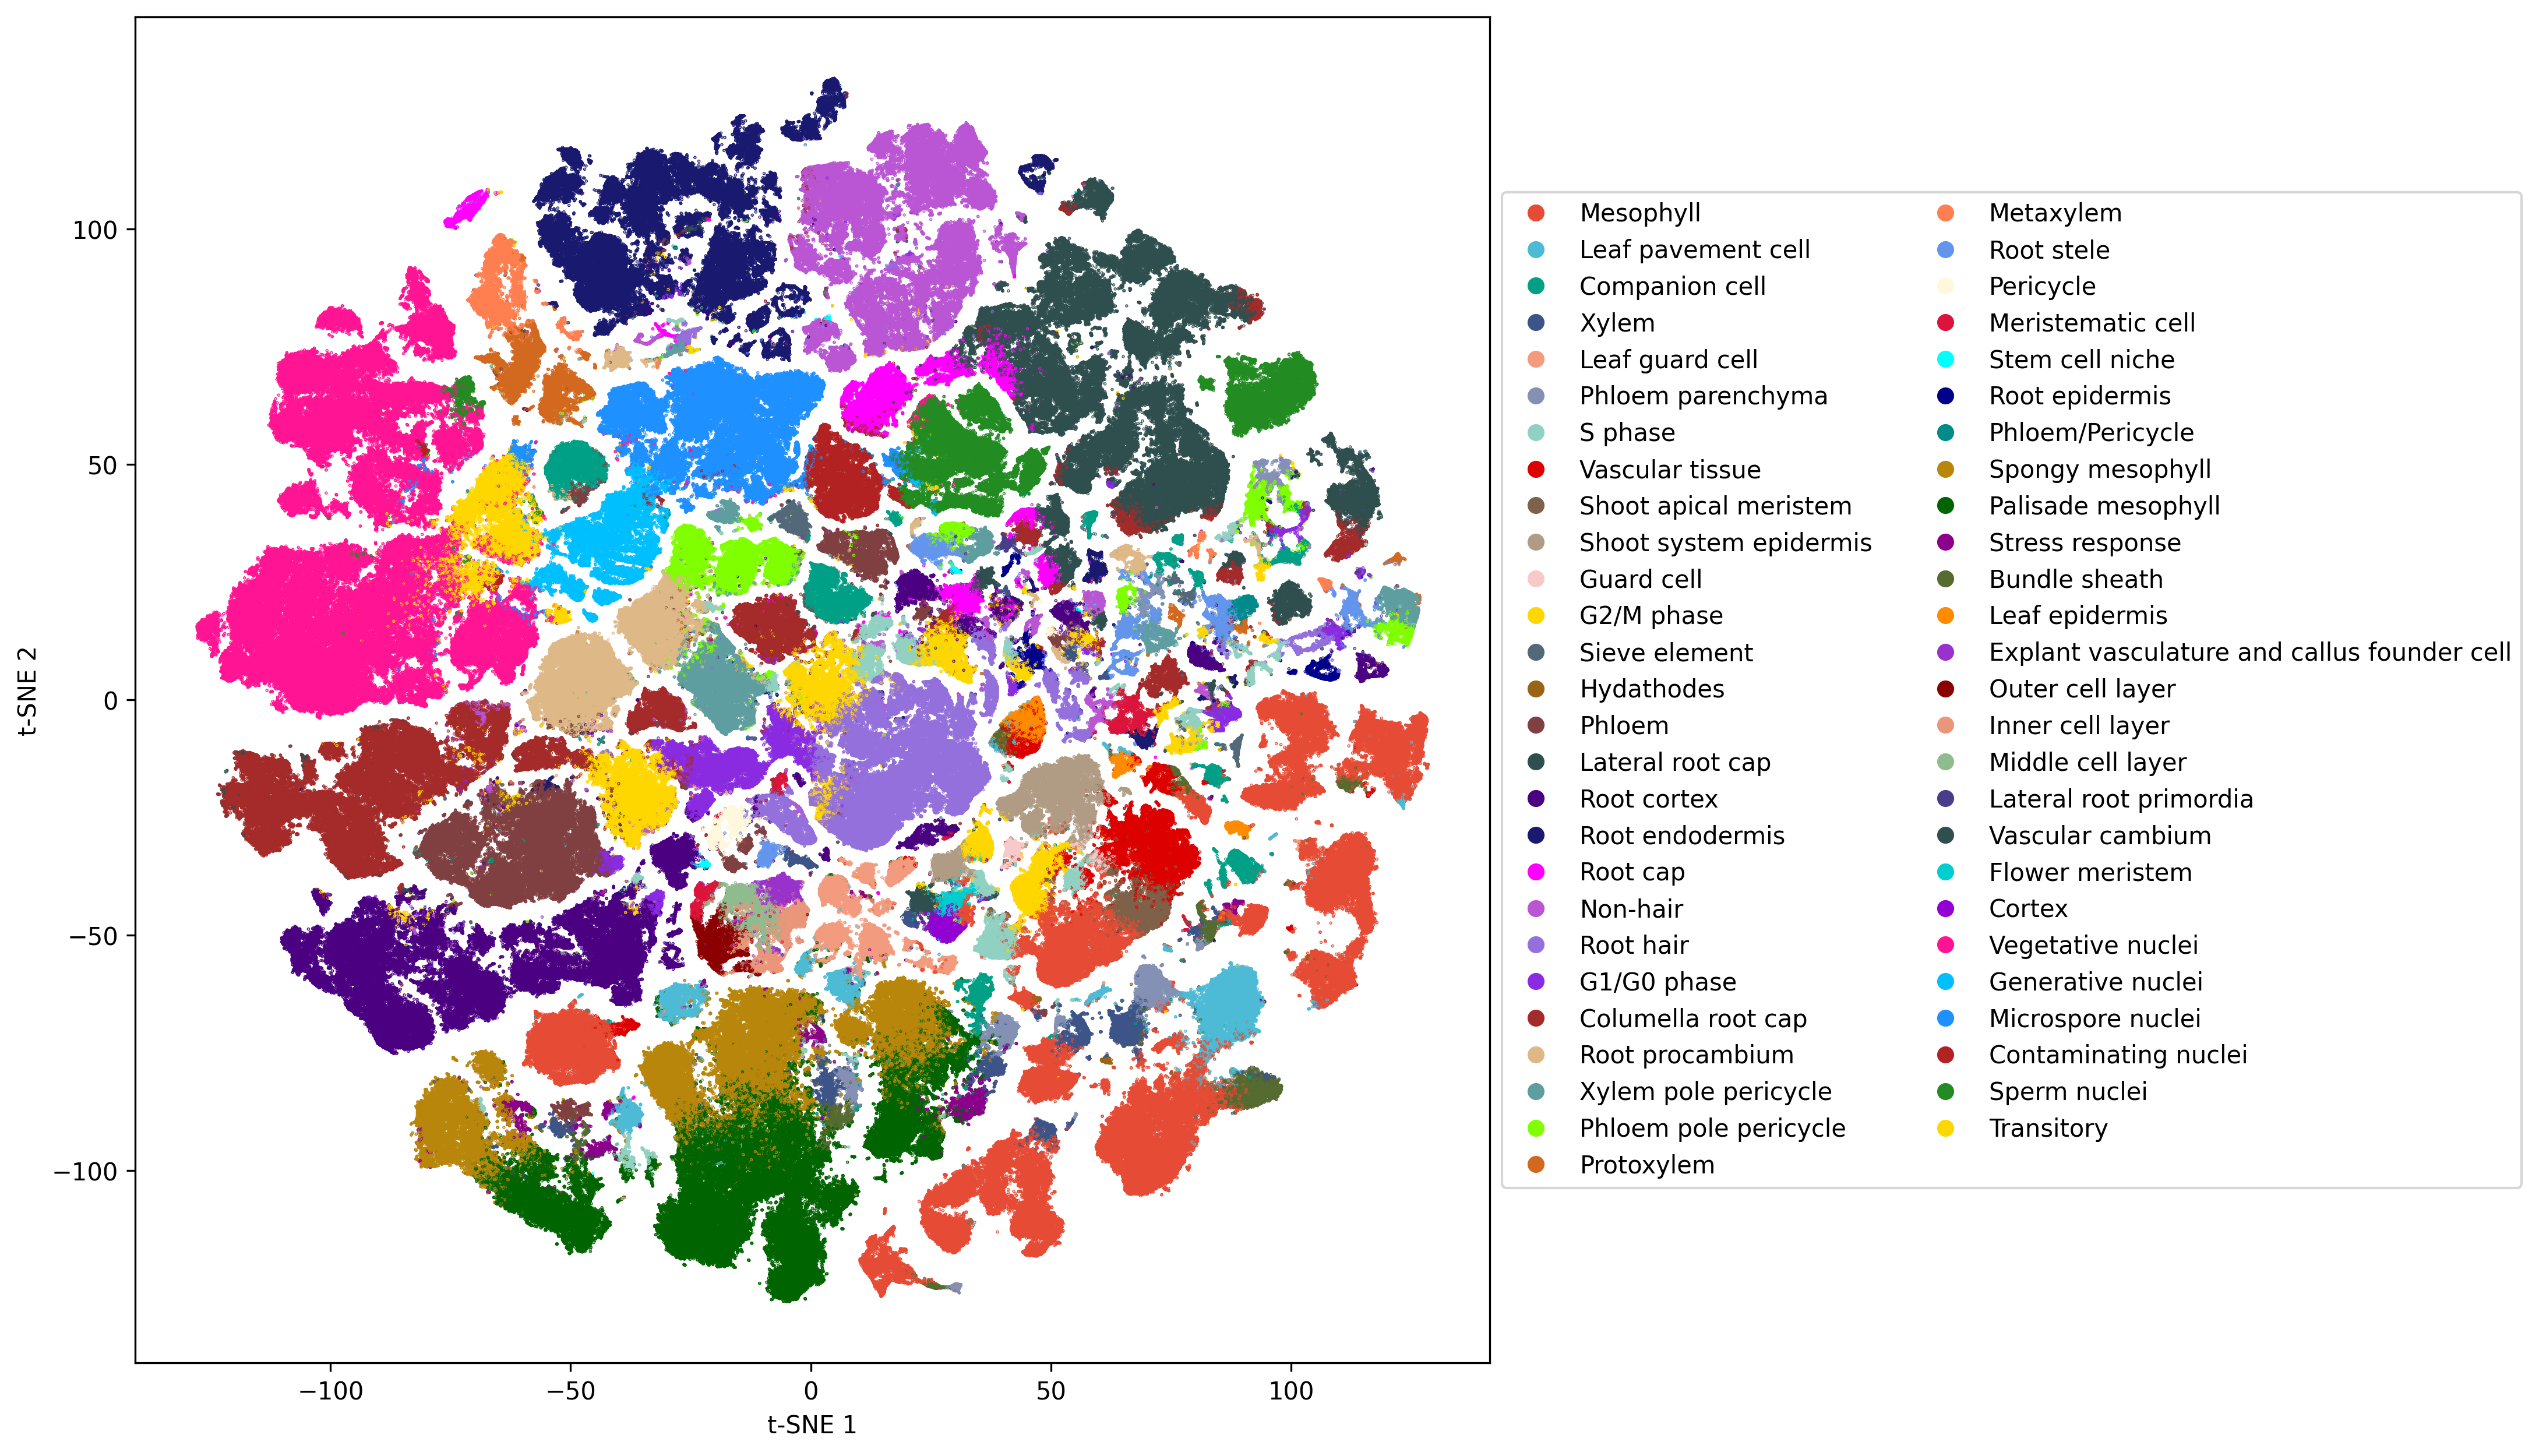 100
50
0
−50
−100
t-SNE 2
−100
−50
0
50
100
t-SNE 1
Mesophyll
Leaf pavement cell
Companion cell
Xylem
Leaf guard cell
Phloem parenchyma
S phase
Vascular tissue
Shoot apical meristem
Shoot system epidermis
Guard cell
G2/M phase
Sieve element
Hydathodes
Phloem
Lateral root cap
Root cortex
Root endodermis
Root cap
Non-hair
Root hair
G1/G0 phase
Columella root cap
Root procambium
Xylem pole pericycle
Phloem pole pericycle
Protoxylem
Metaxylem
Root stele
Pericycle
Meristematic cell
Stem cell niche
Root epidermis
Phloem/Pericycle
Spongy mesophyll
Palisade mesophyll
Stress response
Bundle sheath
Leaf epidermis
Explant vasculature and callus founder cell
Outer cell layer
Inner cell layer
Middle cell layer
Lateral root primordia
Vascular cambium
Flower meristem
Cortex
Vegetative nuclei
Generative nuclei
Microspore nuclei
Contaminating nuclei
Sperm nuclei
Transitory